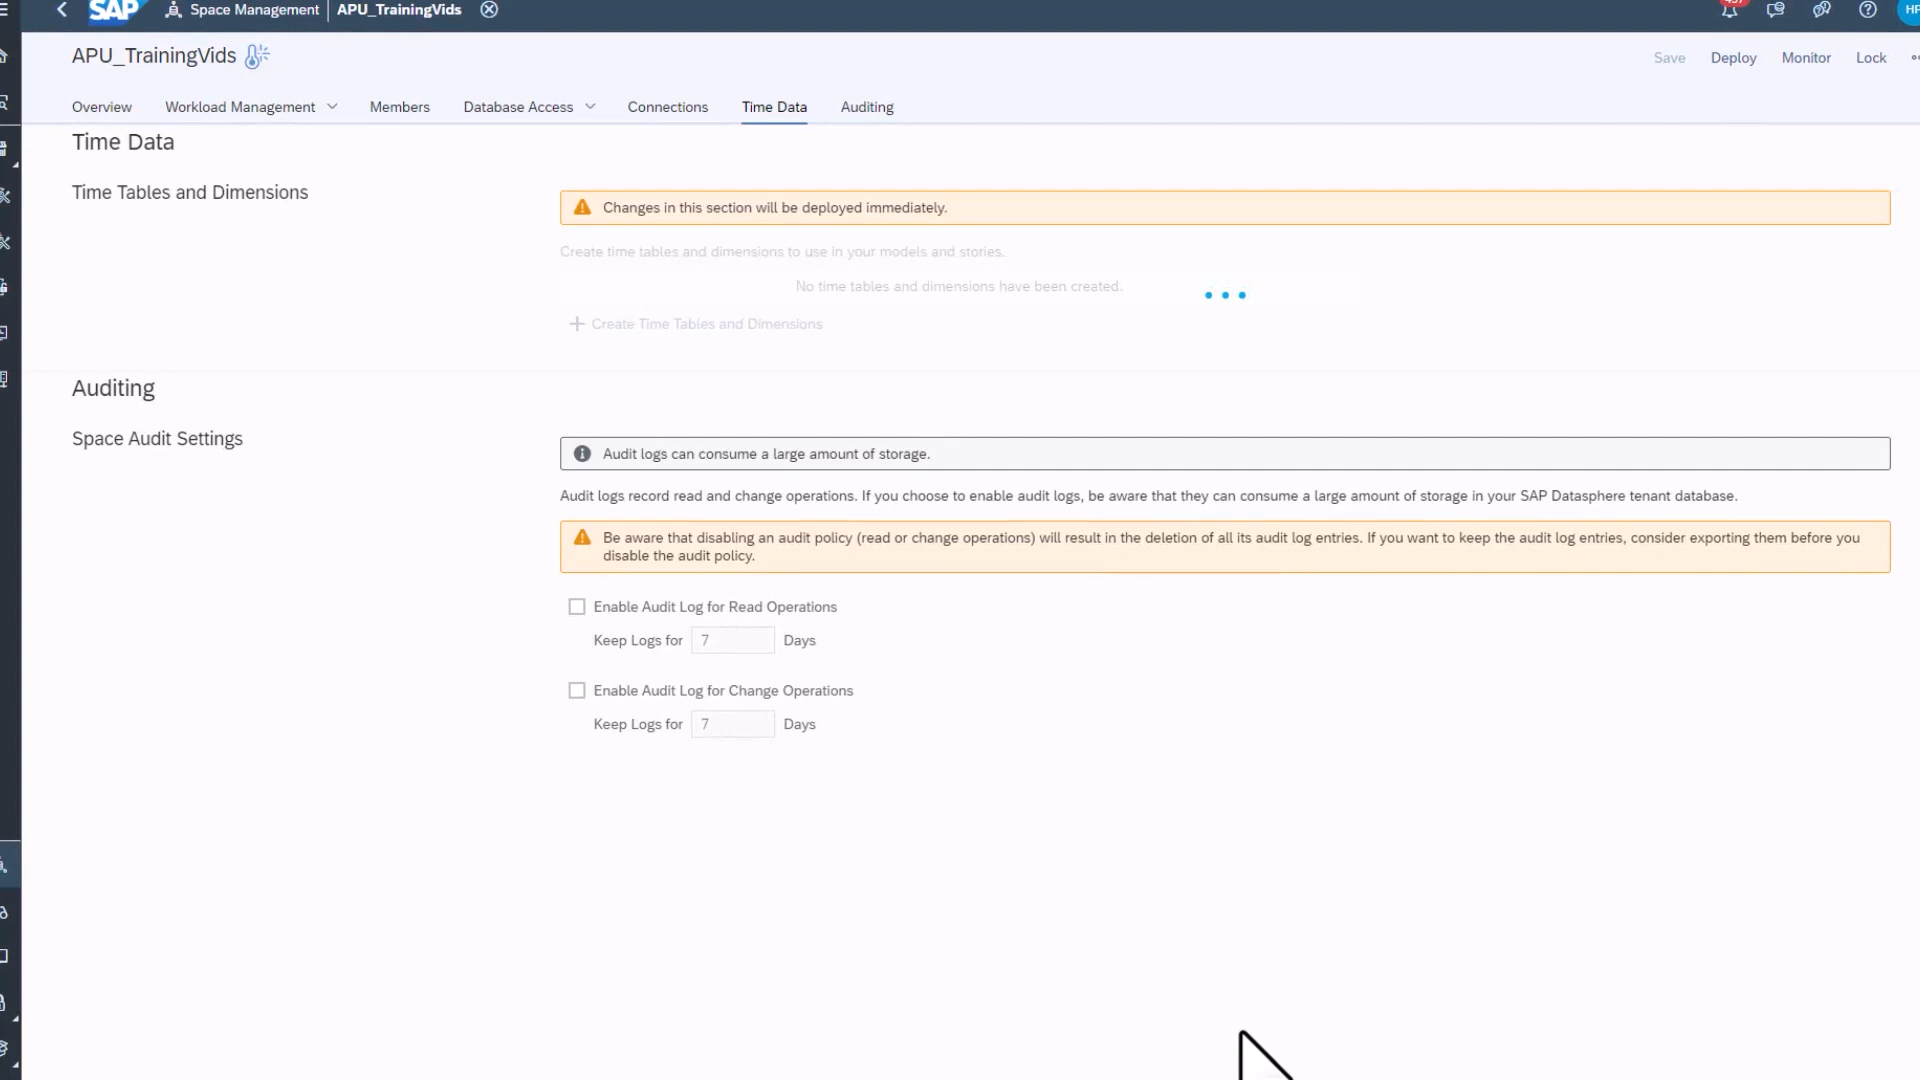 SAP
Space Management
APU_TrainingVids
HP
APU_TrainingVids
Save
Deploy
Monitor
Lock
Overview
Workload Management
Members
Database Access
Connections
Time Data
Auditing
Time Data
Time Tables and Dimensions
Changes in this section will be deployed immediately.
Create time tables and dimensions to use in your models and stories.
No time tables and dimensions have been created.
Create Time Tables and Dimensions
Auditing
Space Audit Settings
Audit logs can consume a large amount of storage.
Audit logs record read and change operations. If you choose to enable audit logs, be aware that they can consume a large amount of storage in your SAP Datasphere tenant database.
Be aware that disabling an audit policy (read or change operations) will result in the deletion of all its audit log entries. If you want to keep the audit log entries, consider exporting them before you
disable the audit policy.
Enable Audit Log for Read Operations
Keep Logs for 7 Days
Enable Audit Log for Change Operations
Keep Logs for 7 Days